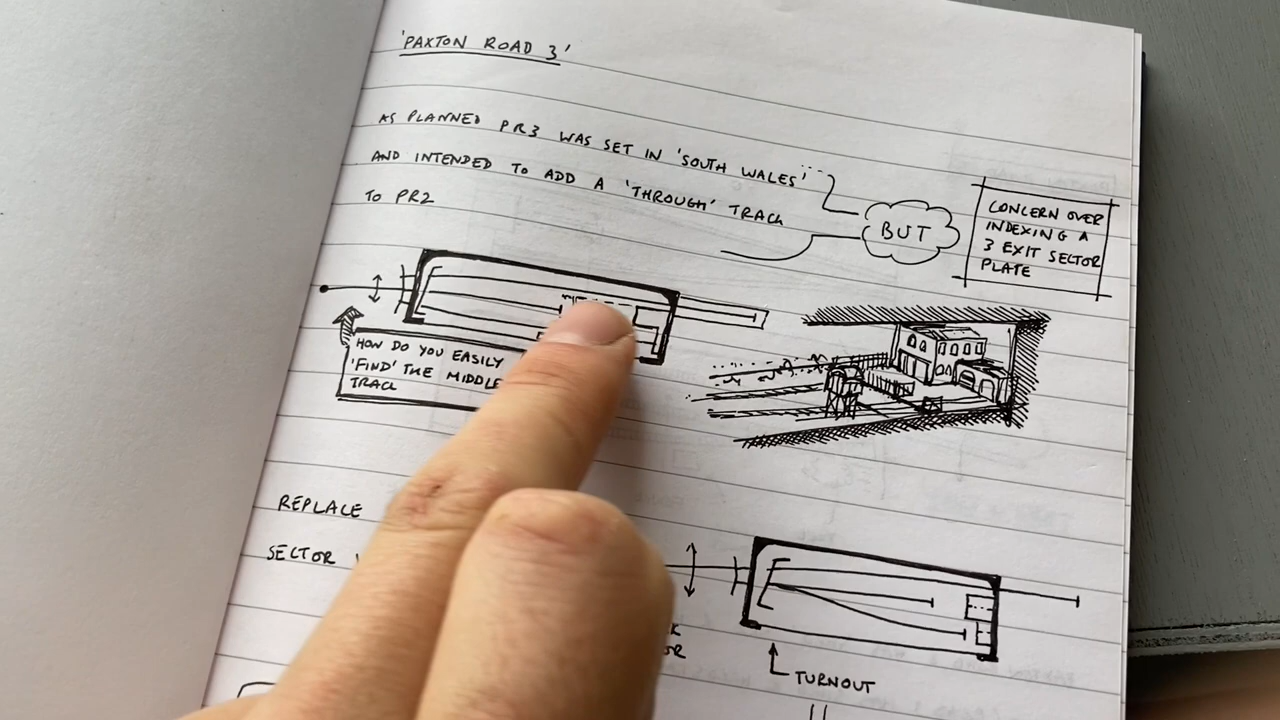 'PAXTON ROAD 3'
AS PLANNED PR3 WAS SET IN 'SOUTH WALES'
AND INTENDED TO ADD A 'THROUGH' TRACK
TO PR2
BUT
CONCERN OVER
INDEXING A
3 EXIT SECTOR
PLATE
HOW DO YOU EASILY
'FIND' THE MIDDLE
TRACK
REPLACE
SECTOR
TURNOUT